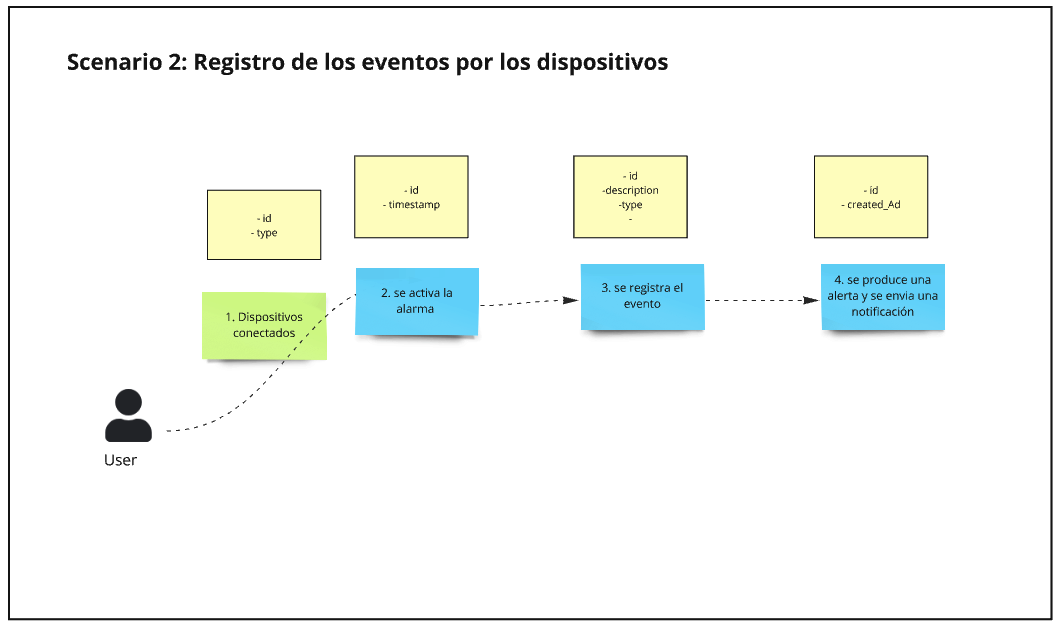 Scenario 2: Registro de los eventos por los dispositivos
- id
- type
- id
- timestamp
- id
-description
-type
-
- id
- created_Ad
1. Dispositivos
conectados
2. se activa la
alarma
3. se registra el
evento
4. se produce una
alerta y se envia una
notificación
User